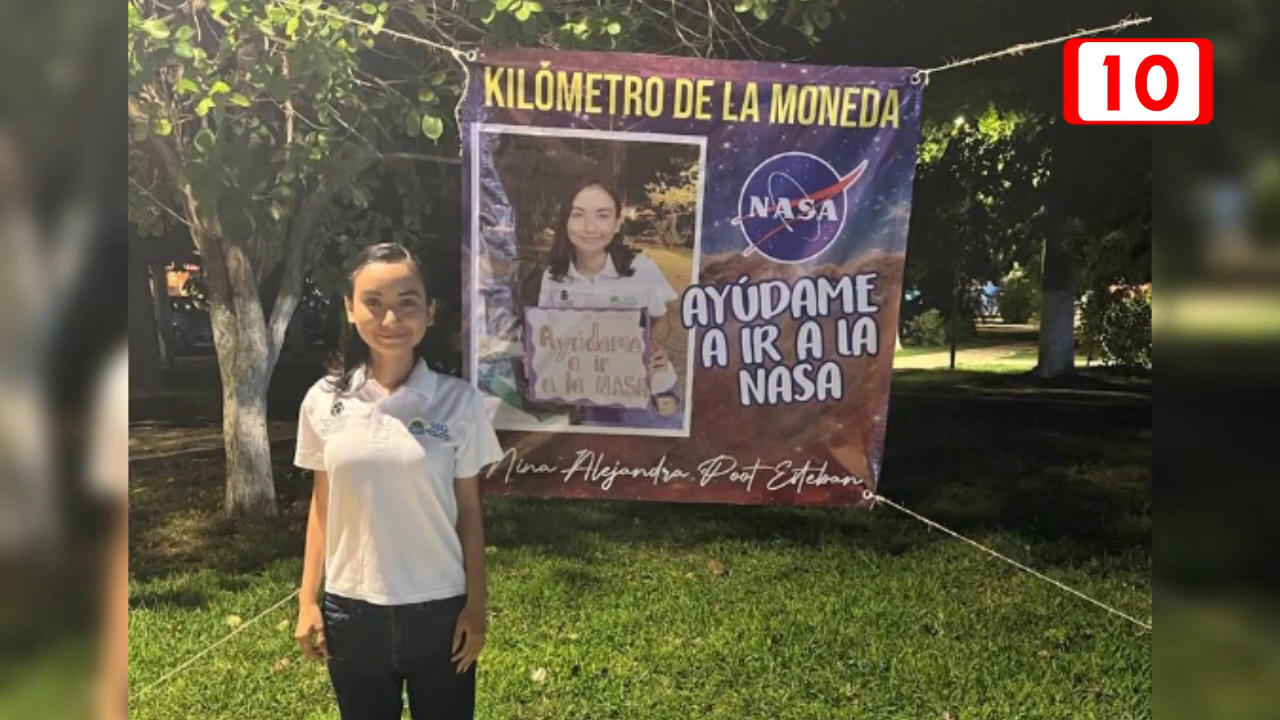 10
KILÓMETRO DE LA MONEDA
NASA
AYÚDAME
A IR A LA
NASA
Ayúdame
a ir
a la NASA
Nina Alejandra Poot Esteban